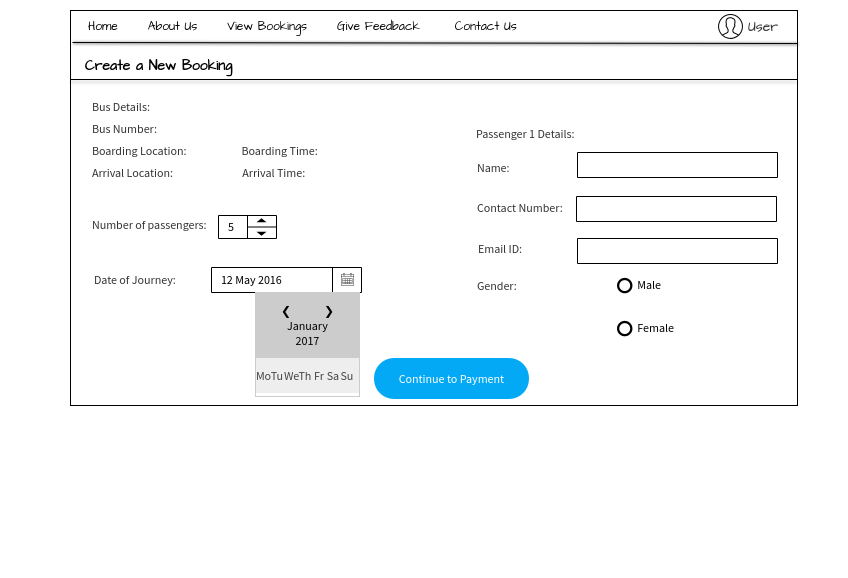 Home About Us View Bookings Give Feedback Contact Us User
Create a New Booking
Bus Details:
Bus Number:
Boarding Location: Boarding Time:
Arrival Location: Arrival Time:
Number of passengers: 5
Date of Journey: 12 May 2016
January
2017
MoTuWeTh Fr SaSu
Passenger 1 Details:
Name:
Contact Number:
Email ID:
Gender: Male
Female
Continue to Payment